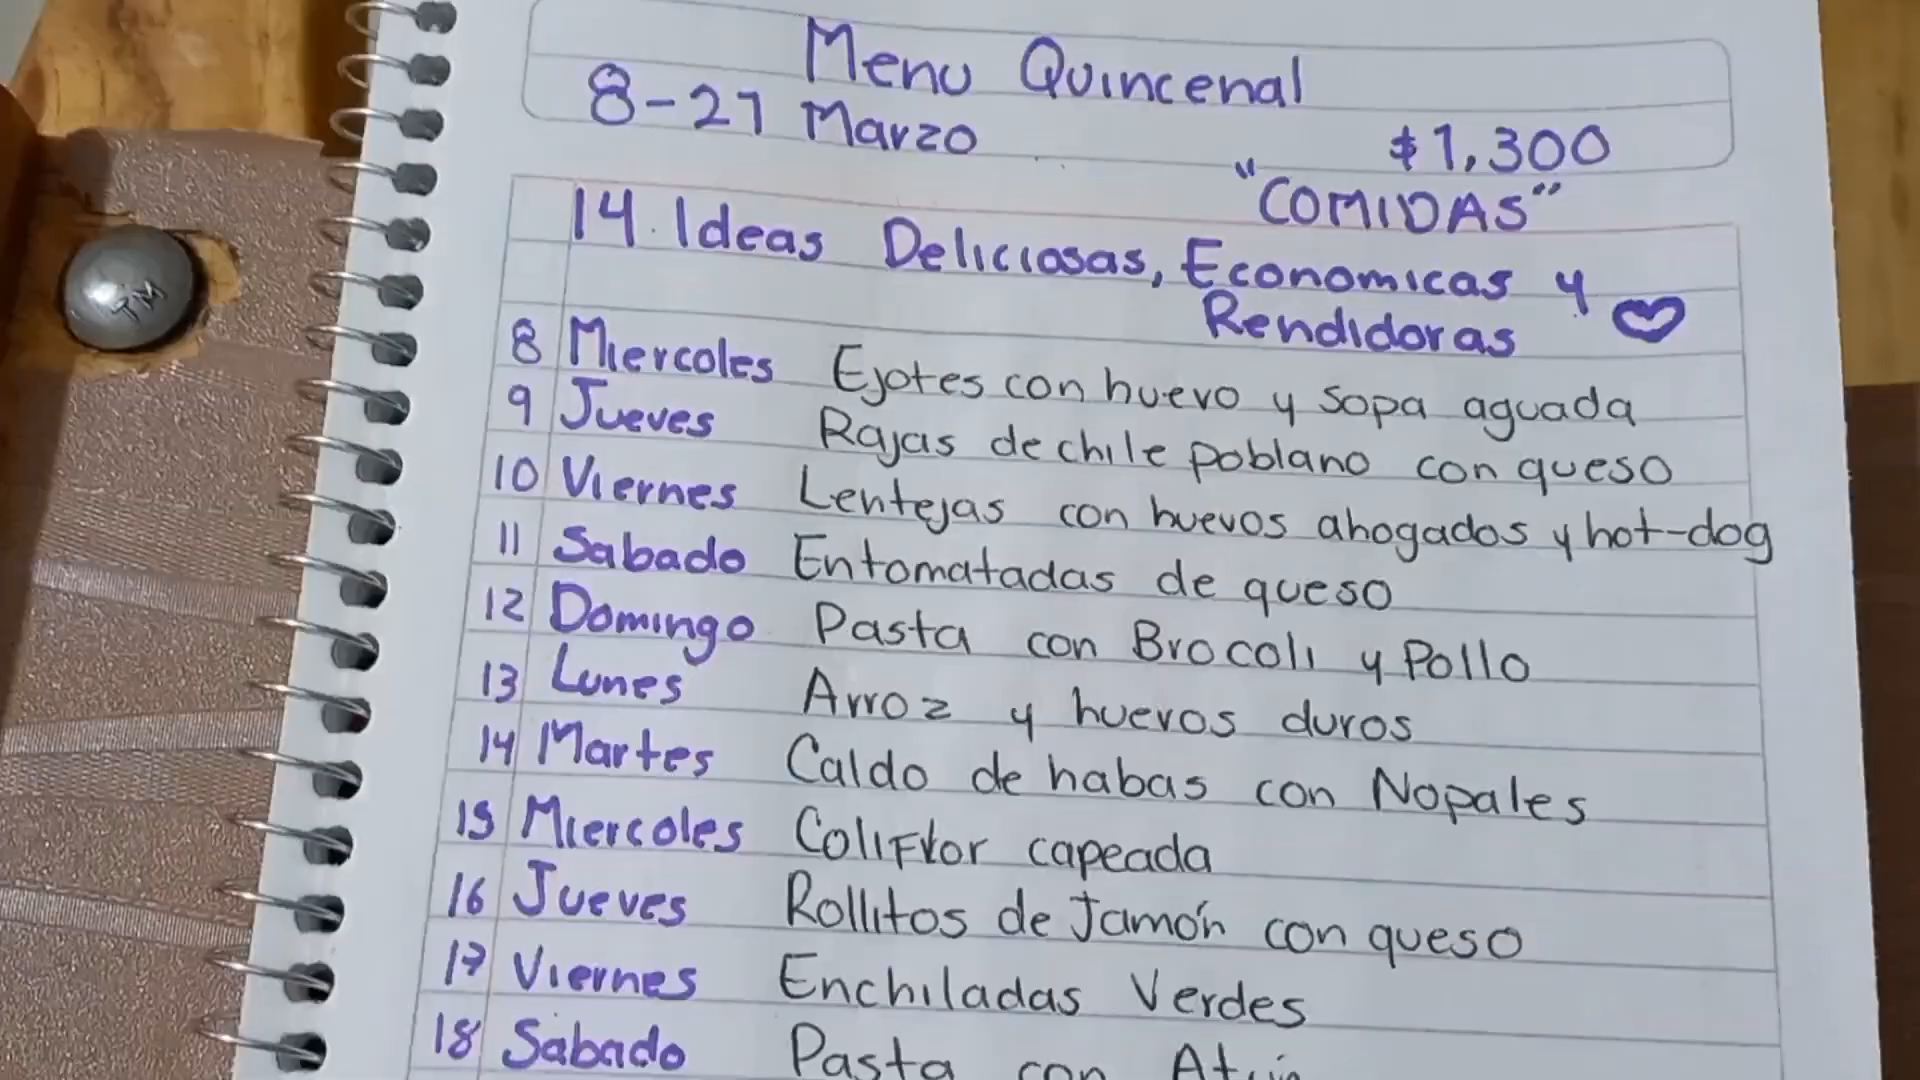 Menu Quincenal
8-21 Marzo
$1,300
"COMIDAS"
14. Ideas Deliciosas, Economicas y
Rendidoras
8 Miercoles Ejotes con huevo y sopa aguada
9 Jueves Rajas de chile poblano con queso
10 Viernes Lentejas con huevos ahogados y hot-dog
11 Sabado Entomatadas de queso
12 Domingo Pasta con Brocoli y Pollo
13 Lunes Arroz y huevos duros
14 Martes Caldo de habas con Nopales
15 Miercoles Coliflor capeada
16 Jueves Rollitos de Jamón con queso
17 Viernes Enchiladas Verdes
18 Sabado Pasta con Atún
TM